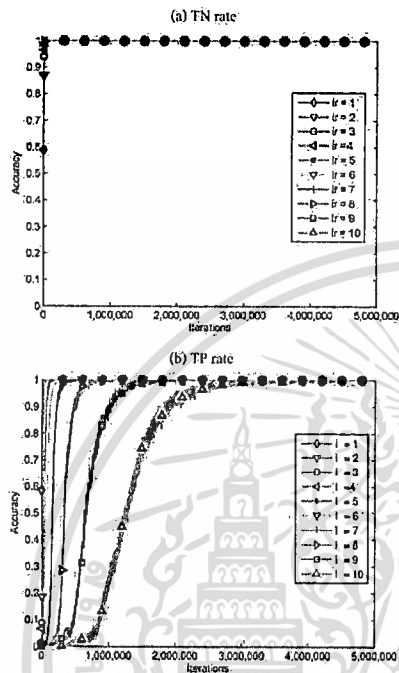 (a) TN rate
1
0.9
0.8
0.7
0.6
0.5
0.4
0.3
0.2
0.1
0
Accuracy
lr = 1
lr = 2
lr = 3
lr = 4
lr = 5
lr = 6
lr = 7
lr = 8
lr = 9
lr = 10
0 1,000,000 2,000,000 3,000,000 4,000,000 5,000,000
Iterations
(b) TP rate
1
0.9
0.8
0.7
0.6
0.5
0.4
0.3
0.2
0.1
0
Accuracy
l = 1
l = 2
l = 3
l = 4
l = 5
l = 6
l = 7
l = 8
l = 9
l = 10
0 1,000,000 2,000,000 3,000,000 4,000,000 5,000,000
Iterations